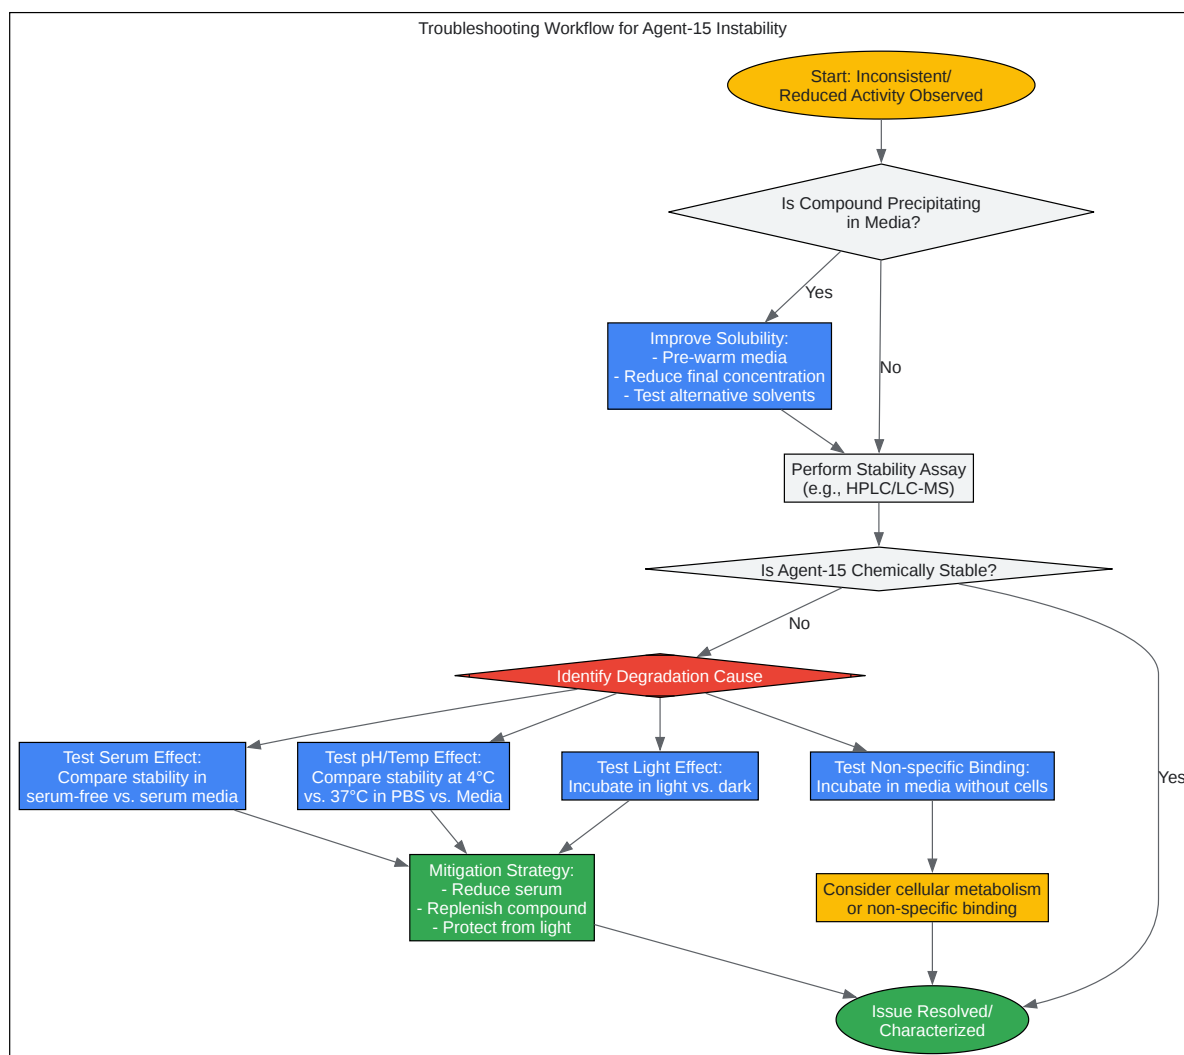 Troubleshooting Workflow for Agent-15 Instability
Start: Inconsistent/
Reduced Activity Observed
Is Compound Precipitating
in Media?
Yes
No
Improve Solubility:
- Pre-warm media
- Reduce final concentration
- Test alternative solvents
Perform Stability Assay
(e.g., HPLC/LC-MS)
Is Agent-15 Chemically Stable?
No
Yes
Identify Degradation Cause
Test Serum Effect:
Compare stability in
serum-free vs. serum media
Test pH/Temp Effect:
Compare stability at 4°C
vs. 37°C in PBS vs. Media
Test Light Effect:
Incubate in light vs. dark
Test Non-specific Binding:
Incubate in media without cells
Mitigation Strategy:
- Reduce serum
- Replenish compound
- Protect from light
Consider cellular metabolism
or non-specific binding
Issue Resolved/
Characterized